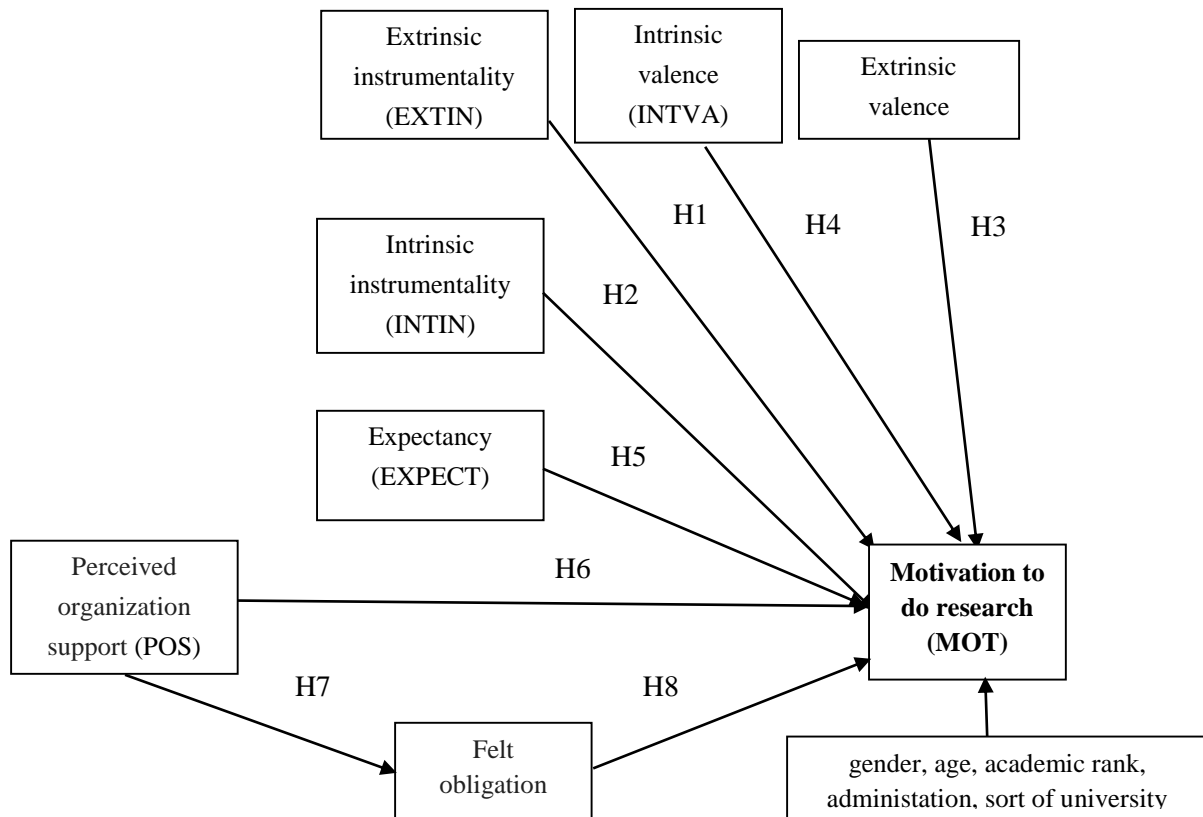 Extrinsic
instrumentality
(EXTIN)
Intrinsic
valence
(INTVA)
Extrinsic
valence
H1
H4
H3
Intrinsic
instrumentality
(INTIN)
H2
Expectancy
(EXPECT)
H5
Perceived
organization
support (POS)
H6
Motivation to
do research
(MOT)
H7
H8
Felt
obligation
gender, age, academic rank,
administation, sort of university